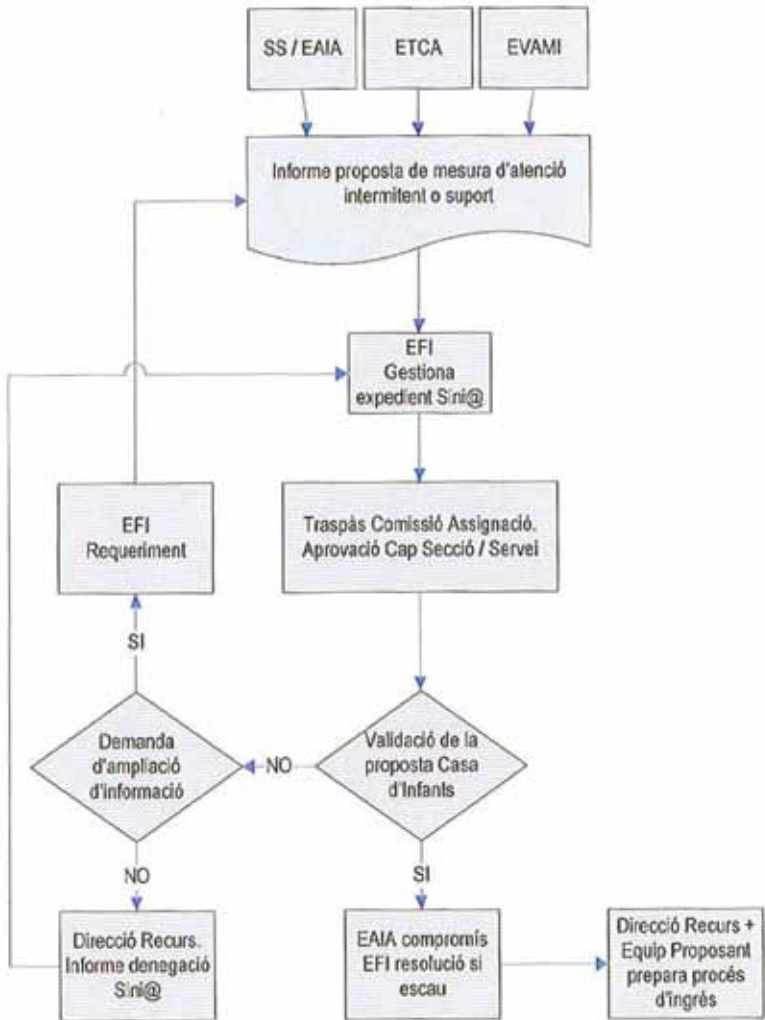 SS / EAIA
ETCA
EVAMI
Informe proposta de mesura d'atenció
intermitent o suport
EFI
Gestiona
expedient Sini@
EFI
Requeriment
Traspàs Comissió Assignació.
Aprovació Cap Secció / Servei
SI
Demanda
d'ampliació
d'informació
NO
Validació de la
proposta Casa
d'Infants
NO
SI
Direcció Recurs.
Informe denegació
Sini@
EAIA compromís
EFI resolució si
escau
Direcció Recurs +
Equip Proposant
prepara procés
d'ingrés